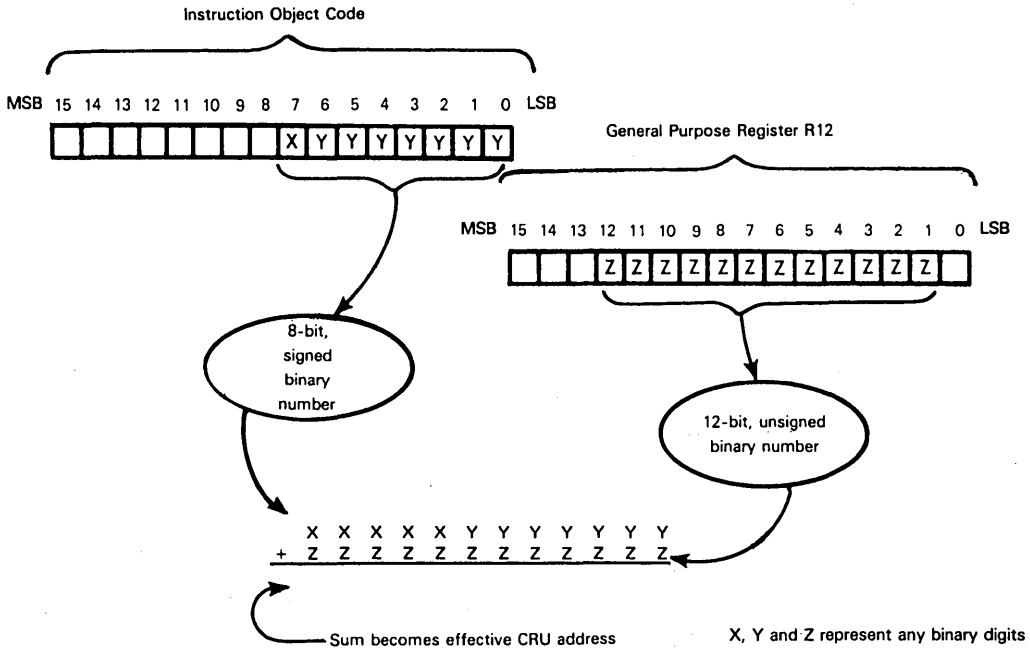 Instruction Object Code
MSB 15 14 13 12 11 10 9 8 7 6 5 4 3 2 1 0 LSB
X Y Y Y Y Y Y Y
General Purpose Register R12
MSB 15 14 13 12 11 10 9 8 7 6 5 4 3 2 1 0 LSB
Z Z Z Z Z Z Z Z Z Z Z Z
8-bit,
signed
binary
number
12-bit, unsigned
binary number
X X X X X Y Y Y Y Y Y Y
+ Z Z Z Z Z Z Z Z Z Z Z Z
Sum becomes effective CRU address
X, Y and Z represent any binary digits